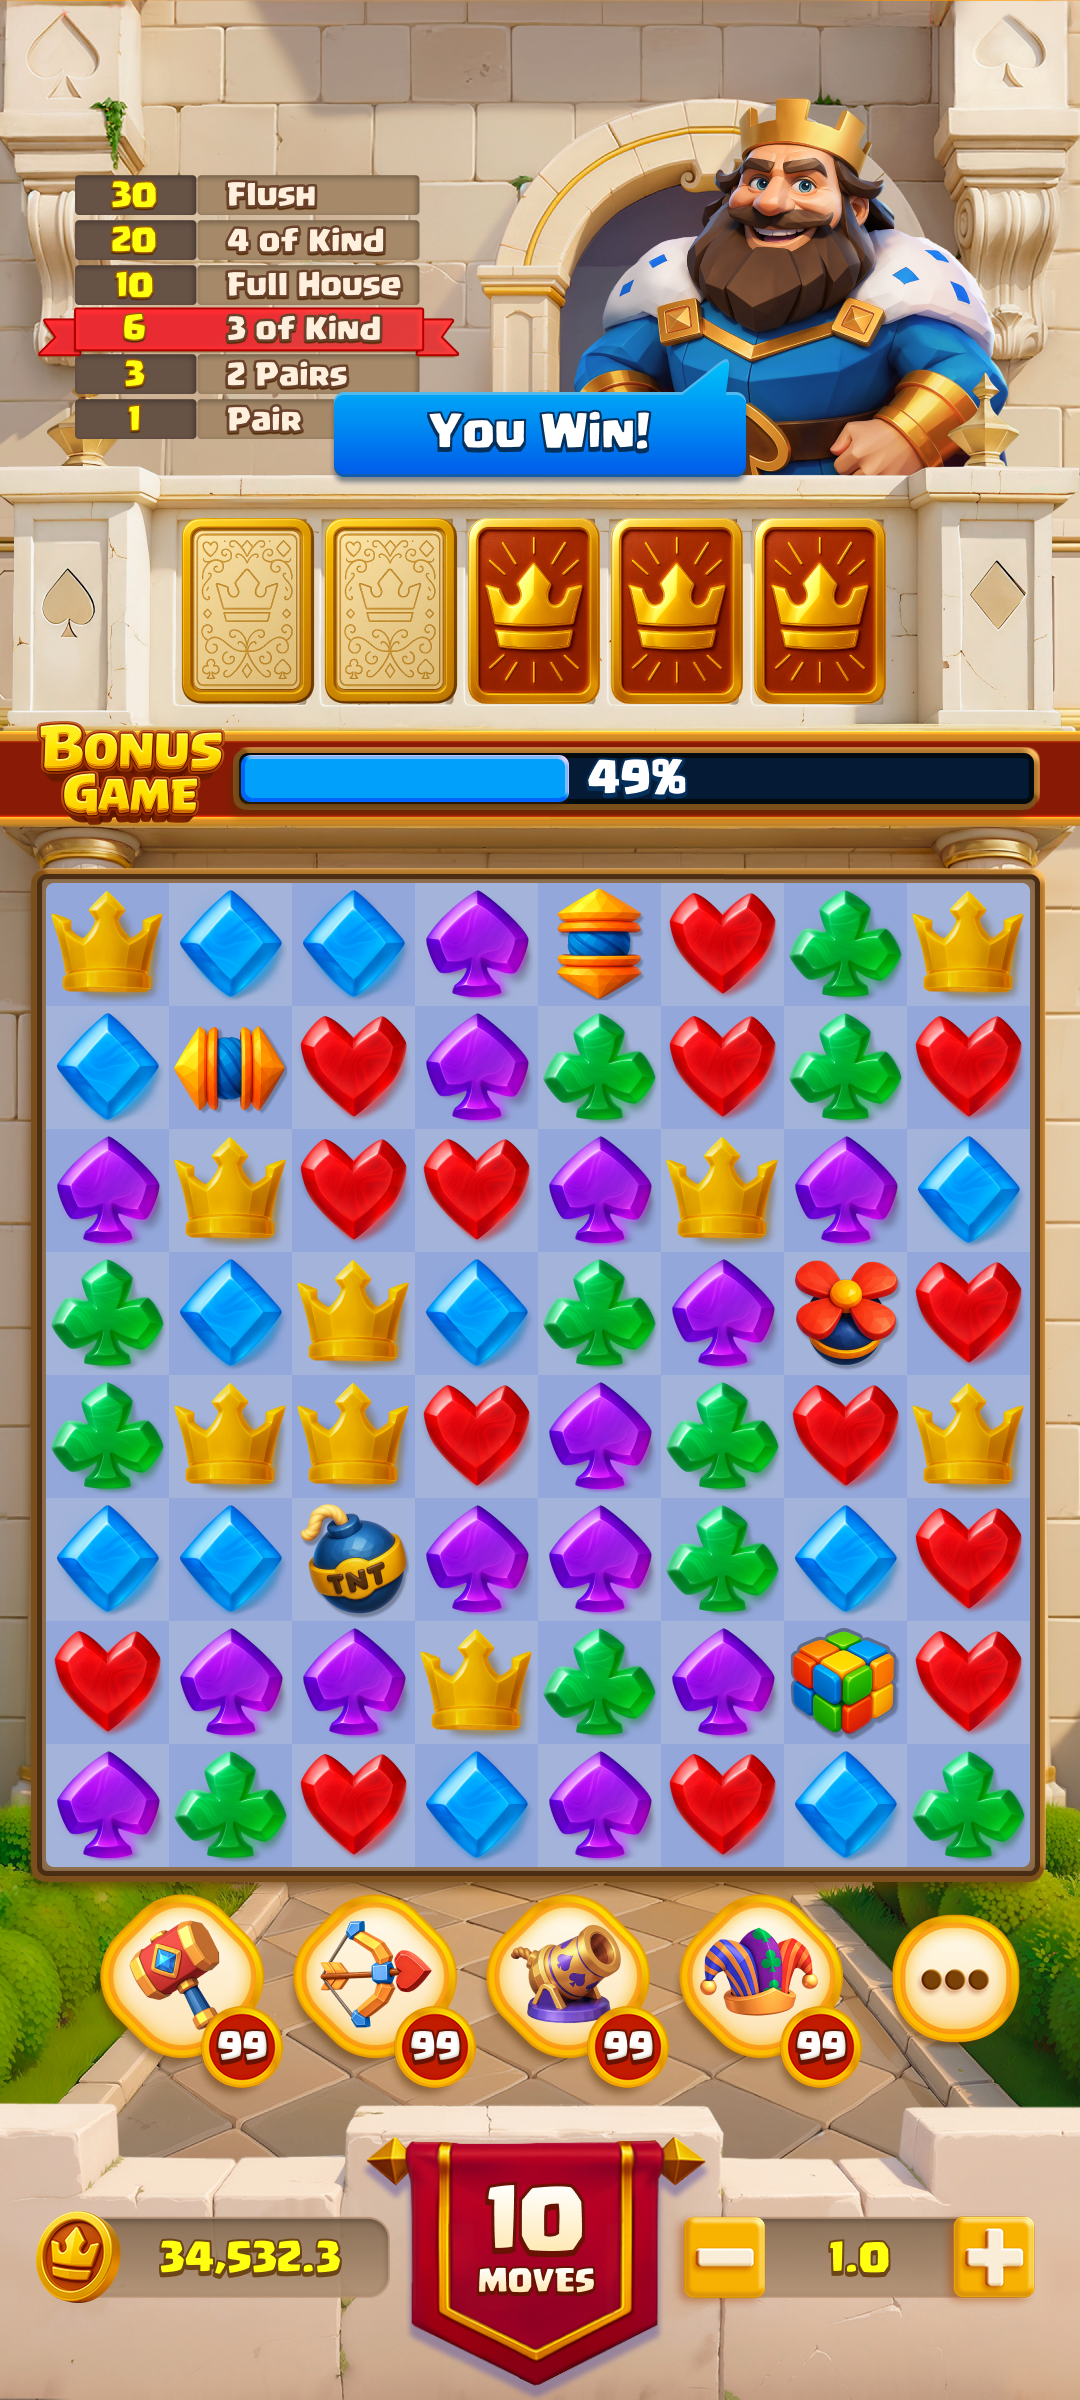 30 Flush
20 4 of Kind
10 Full House
6 3 of Kind
3 2 Pairs
1 Pair
You Win!
Bonus
Game
49%
TNT
99 99 99 99
10
MOVES
34,532.3
1.0